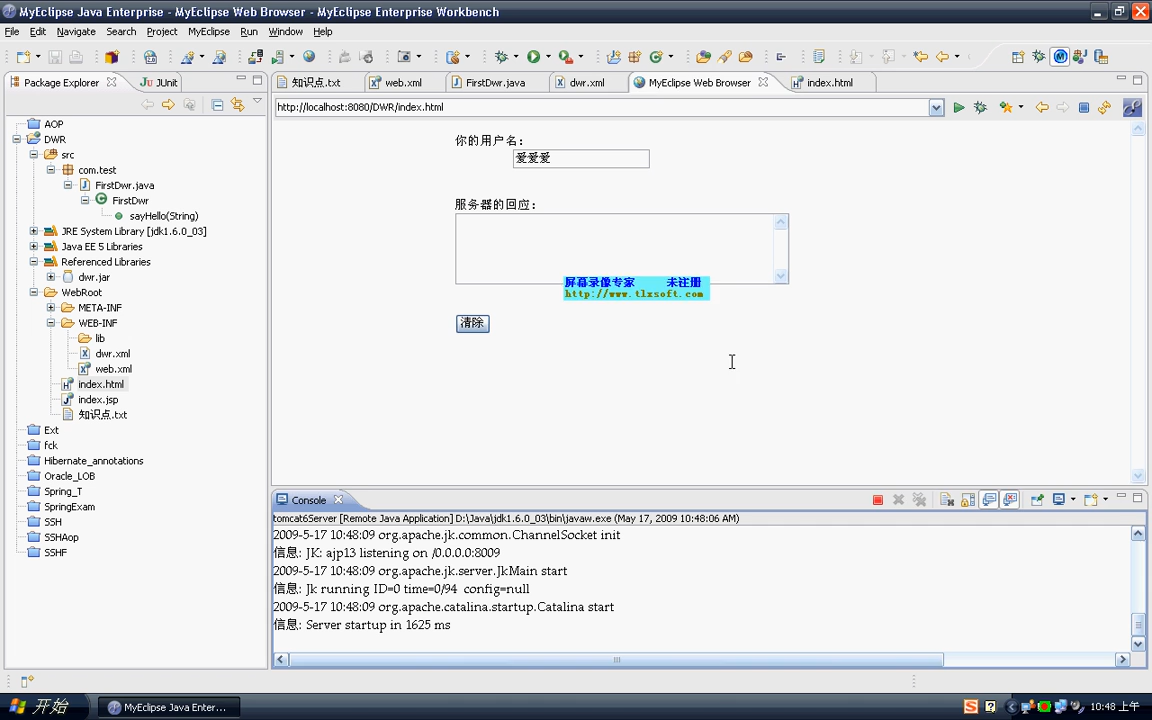 MyEclipse Java Enterprise - MyEclipse Web Browser - MyEclipse Enterprise Workbench
File Edit Navigate Search Project MyEclipse Run Window Help
Package Explorer JUnit
知识点.txt web.xml FirstDwr.java dwr.xml MyEclipse Web Browser index.html
http://localhost:8080/DWR/index.html
AOP
DWR
src
com.test
FirstDwr.java
FirstDwr
sayHello(String)
JRE System Library [jdk1.6.0_03]
Java EE 5 Libraries
Referenced Libraries
dwr.jar
WebRoot
META-INF
WEB-INF
lib
dwr.xml
web.xml
index.html
index.jsp
知识点.txt
Ext
fck
Hibernate_annotations
Oracle_LOB
Spring_T
SpringExam
SSH
SSHAop
SSHF
你的用户名:
爱爱爱
服务器的回应:
屏幕录像专家 未注册
http://www.tlxsoft.com
清除
Console
tomcat6Server [Remote Java Application] D:\Java\jdk1.6.0_03\bin\javaw.exe (May 17, 2009 10:48:06 AM)
2009-5-17 10:48:09 org.apache.jk.common.ChannelSocket init
信息: JK: ajp13 listening on /0.0.0.0:8009
2009-5-17 10:48:09 org.apache.jk.server.JkMain start
信息: Jk running ID=0 time=0/94 config=null
2009-5-17 10:48:09 org.apache.catalina.startup.Catalina start
信息: Server startup in 1625 ms
开始 MyEclipse Java Enter... 10:48 上午